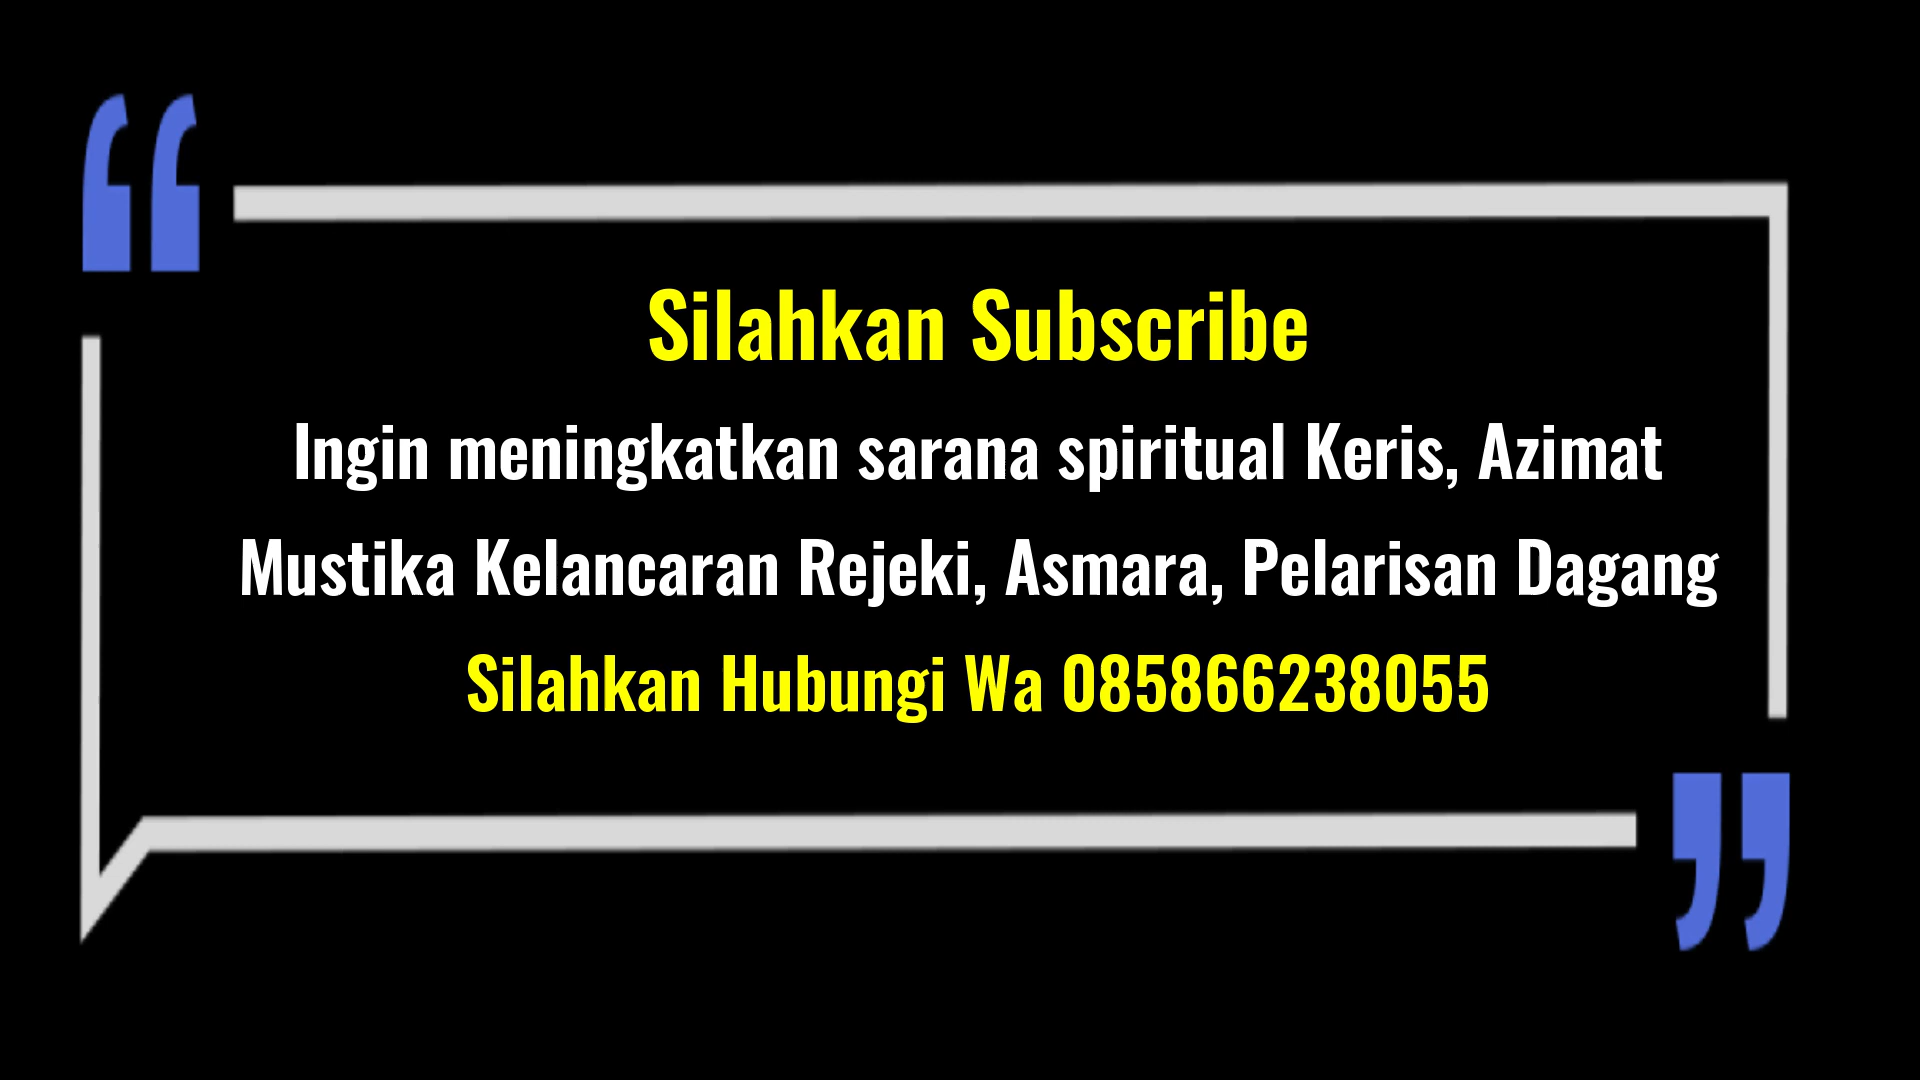 Silahkan Subscribe
Ingin meningkatkan sarana spiritual Keris, Azimat
Mustika Kelancaran Rejeki, Asmara, Pelarisan Dagang
Silahkan Hubungi Wa 085866238055